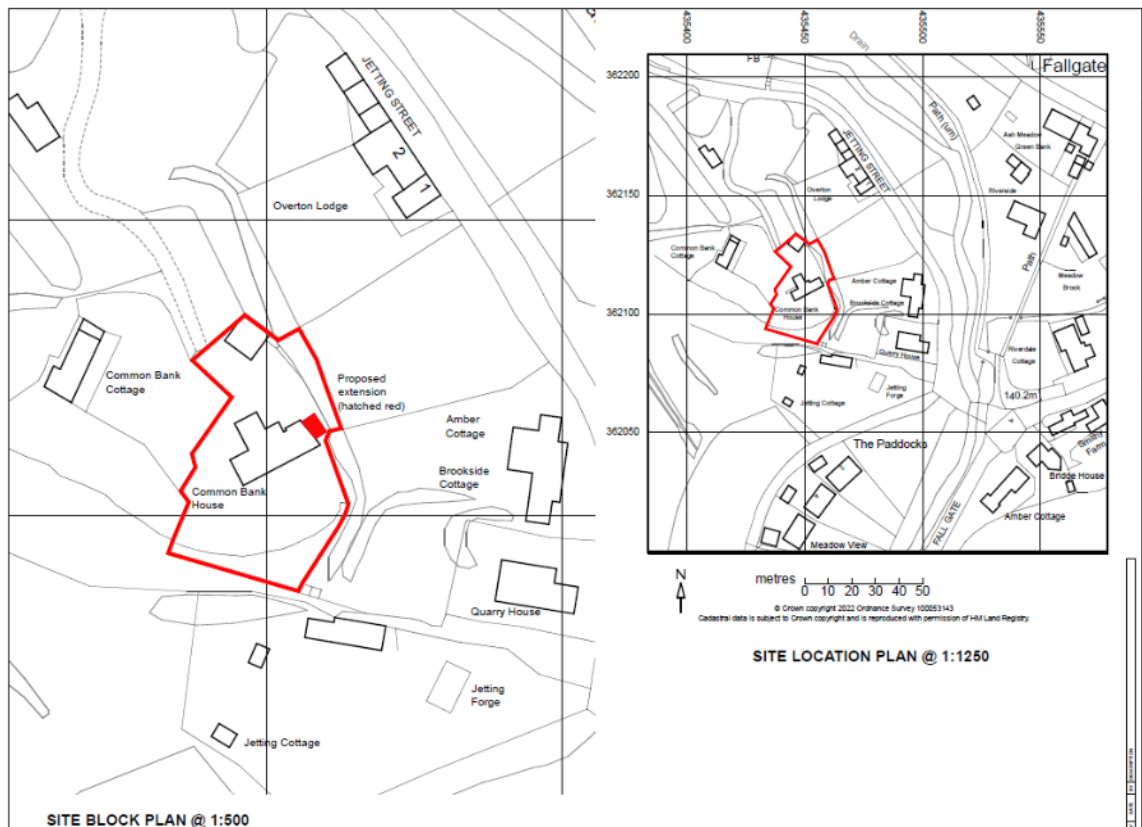 JETTING STREET
2
1
Overton Lodge
Common Bank
Cottage
Proposed
extension
(hatched red)
Amber
Cottage
Brookside
Cottage
Common Bank
House
Quarry House
Jetting
Forge
Jetting Cottage
SITE BLOCK PLAN @ 1:500
435400
435450
435500
435550
362200
362150
362100
362050
Drain
FB
Fallgate
Path (um)
Ash Meadow
Green Bank
JETTING STREET
Riverside
Overton
Lodge
Common Bank
Cottage
Path
Meadow
Brook
Amber Cottage
Brookside Cottage
Common Bank
House
Quarry House
Riverdale
Cottage
Jetting
Forge
Jetting Cottage
140.2m
The Paddocks
Smithy
Farm
Bridge House
Amber Cottage
FALL GATE
Meadow View
N
metres
0 10 20 30 40 50
© Crown copyright 2022 Ordnance Survey 100053143
Cadastral data is subject to Crown copyright and is reproduced with permission of HM Land Registry.
SITE LOCATION PLAN @ 1:1250
DATE
BY
DESCRIPTION